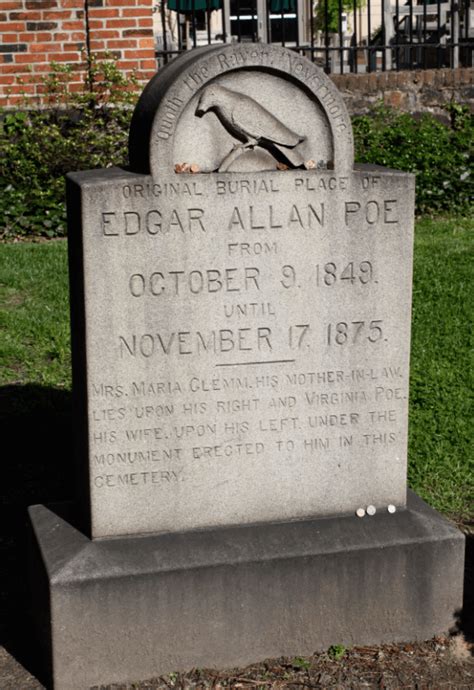 "Quoth the Raven, Nevermore."
ORIGINAL BURIAL PLACE OF
EDGAR ALLAN POE
FROM
OCTOBER 9. 1849.
UNTIL
NOVEMBER 17. 1875.
MRS. MARIA CLEMM, HIS MOTHER-IN-LAW,
LIES UPON HIS RIGHT AND VIRGINIA POE,
HIS WIFE, UPON HIS LEFT, UNDER THE
MONUMENT ERECTED TO HIM IN THIS
CEMETERY.